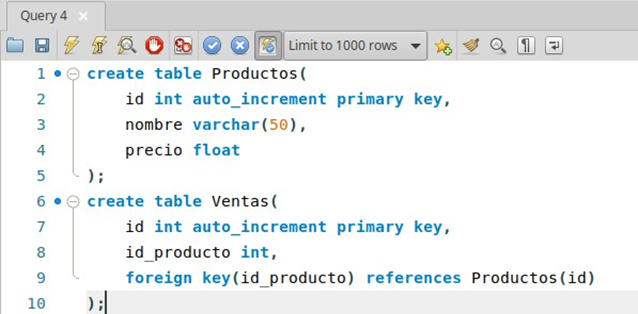 Query 4
Limit to 1000 rows
1 create table Productos(
2 id int auto_increment primary key,
3 nombre varchar(50),
4 precio float
5 );
6 create table Ventas(
7 id int auto_increment primary key,
8 id_producto int,
9 foreign key(id_producto) references Productos(id)
10 );